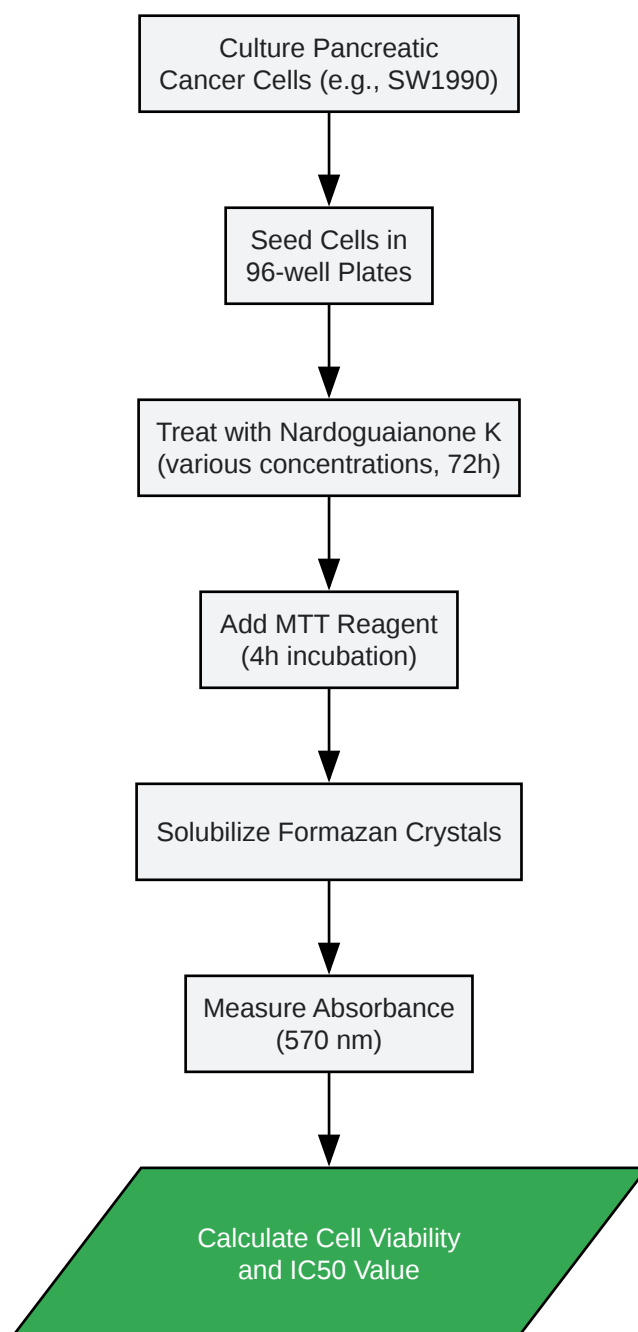 Culture Pancreatic
Cancer Cells (e.g., SW1990)
Seed Cells in
96-well Plates
Treat with Nardoguaianone K
(various concentrations, 72h)
Add MTT Reagent
(4h incubation)
Solubilize Formazan Crystals
Measure Absorbance
(570 nm)
Calculate Cell Viability
and IC50 Value